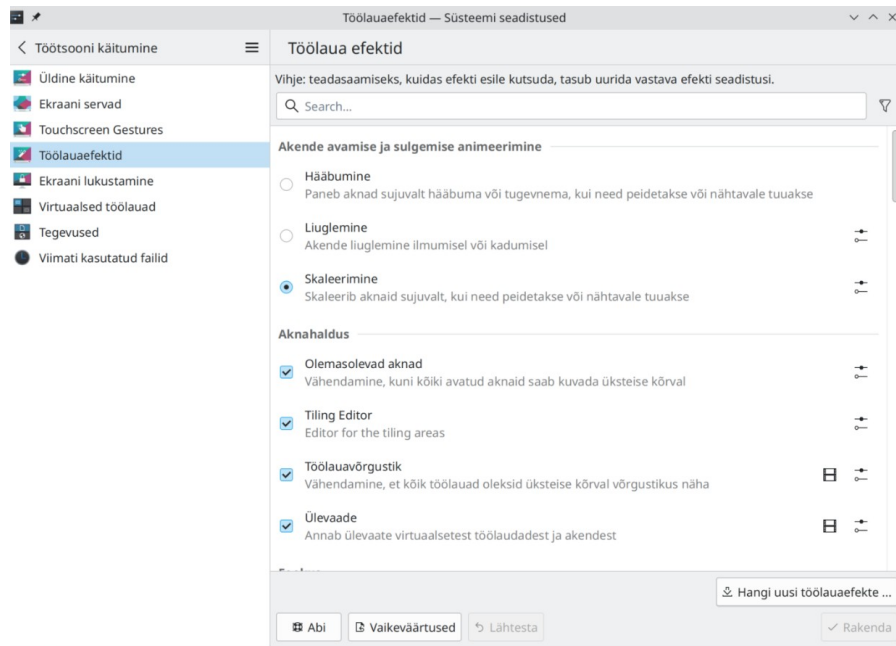 Töölauaefektid — Süsteemi seadistused
Töötsooni käitumine
Töölaua efektid
Üldine käitumine
Ekraani servad
Touchscreen Gestures
Töölauaefektid
Ekraani lukustamine
Virtuaalsed töölauad
Tegevused
Viimati kasutatud failid
Vihje: teadasaamiseks, kuidas efekti esile kutsuda, tasub uurida vastava efekti seadistusi.
Search...
Akende avamise ja sulgemise animeerimine
Hääbumine
Paneb aknad sujuvalt hääbuma või tugevnema, kui need peidetakse või nähtavale tuuakse
Liuglemine
Akende liuglemine ilmumisel või kadumisel
Skaleerimine
Skaleerib aknaid sujuvalt, kui need peidetakse või nähtavale tuuakse
Aknahaldus
Olemasolevad aknad
Vähendamine, kuni kõiki avatud aknaid saab kuvada üksteise kõrval
Tiling Editor
Editor for the tiling areas
Töölauavõrgustik
Vähendamine, et kõik töölauad oleksid üksteise kõrval võrgustikus näha
Ülevaade
Annab ülevaate virtuaalsetest töölaudadest ja akendest
Hangi uusi töölauaefekte ...
Abi
Vaikeväärtused
Lähtesta
Rakenda